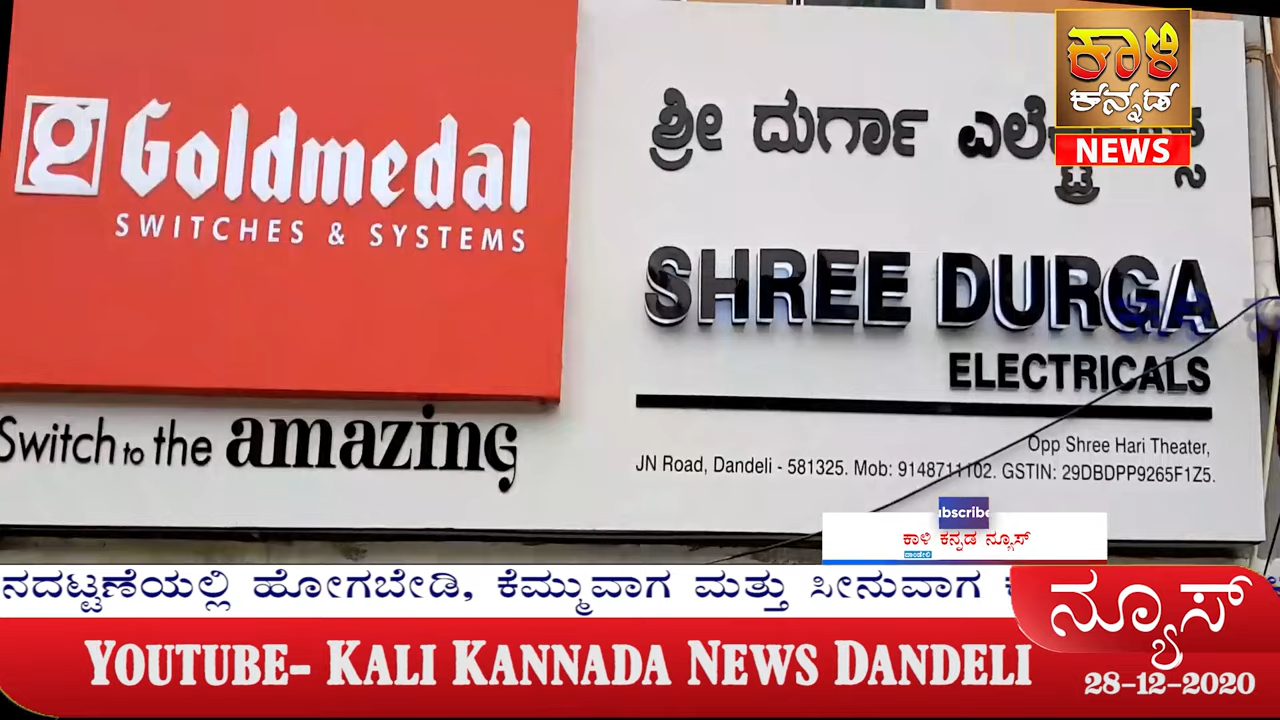 Goldmedal
SWITCHES & SYSTEMS
Switch to the amazing
ಶ್ರೀ ದುರ್ಗಾ
SHREE DURGA
ELECTRICALS
Opp Shree Hari Theater,
JN Road, Dandeli - 581325. Mob: 9148711102. GSTIN: 29DBDPP9265F1Z5.
ಕಾಳಿ
ಕನ್ನಡ
NEWS
ubscribe
ಕಾಳಿ ಕನ್ನಡ ನ್ಯೂಸ್
ದಾಂಡೇಲಿ
ನದಟ್ಟಣೆಯಲ್ಲಿ ಹೋಗಬೇಡಿ, ಕೆಮ್ಮುವಾಗ ಮತ್ತು ಸೀನುವಾಗ
ನ್ಯೂಸ್
YOUTUBE- KALI KANNADA NEWS DANDELI
28-12-2020